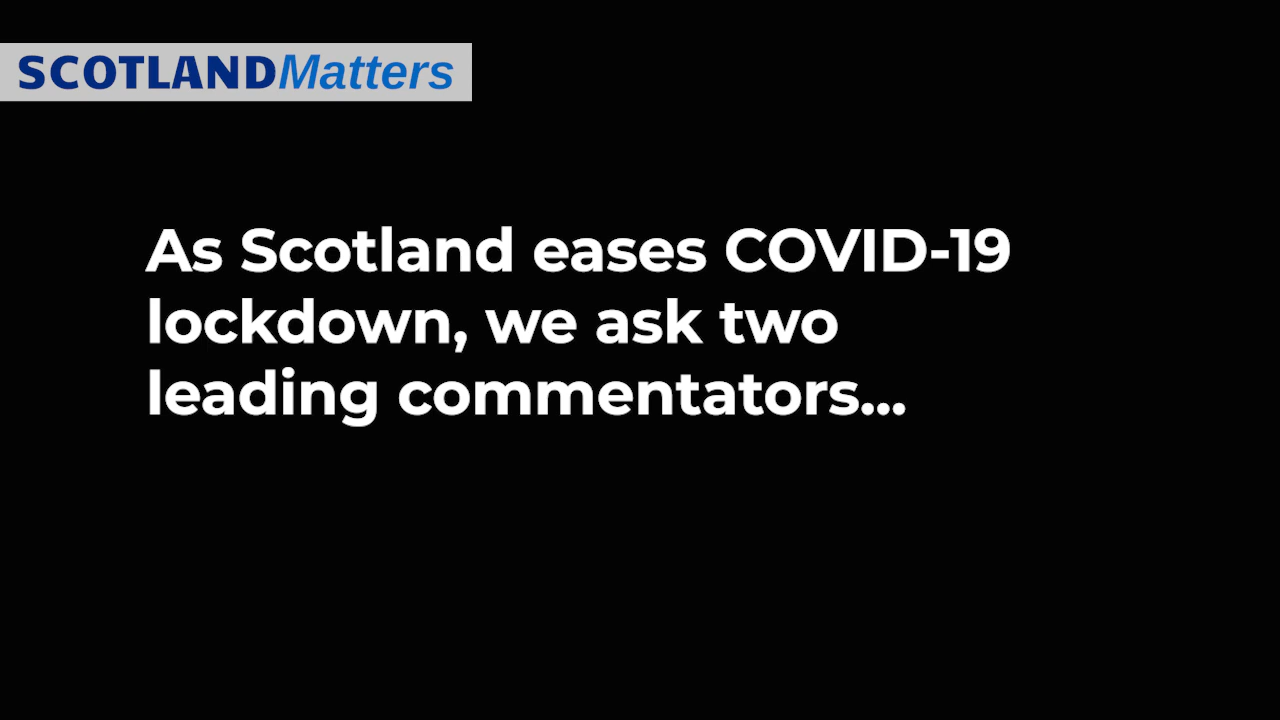 SCOTLANDMatters
As Scotland eases COVID-19
lockdown, we ask two
leading commentators...